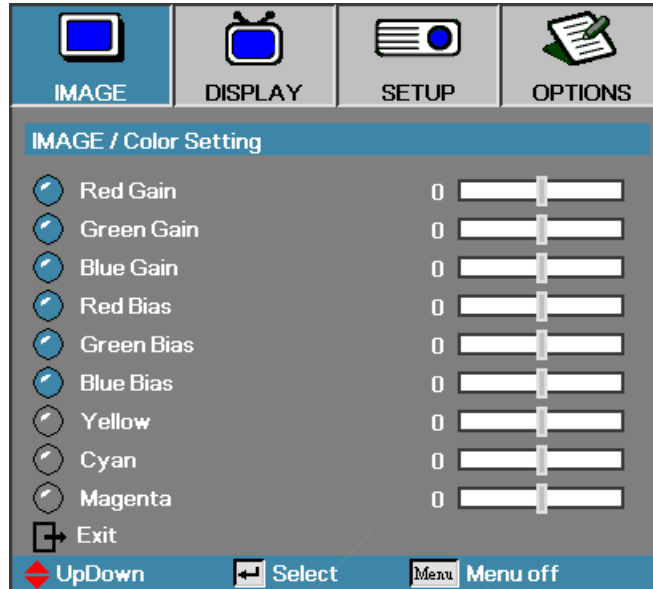 IMAGE DISPLAY SETUP OPTIONS
IMAGE / Color Setting
Red Gain 0
Green Gain 0
Blue Gain 0
Red Bias 0
Green Bias 0
Blue Bias 0
Yellow 0
Cyan 0
Magenta 0
Exit
UpDown Select Menu Menu off